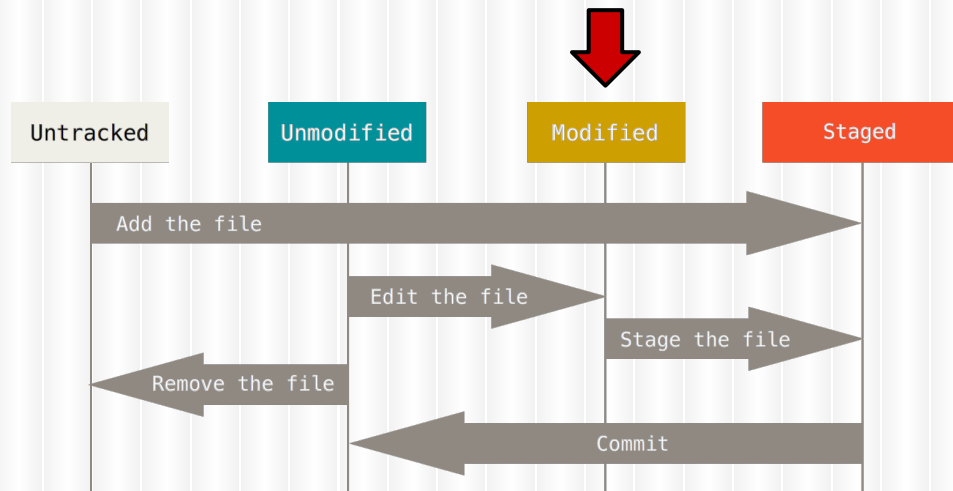 Untracked
Unmodified
Modified
Staged
Add the file
Edit the file
Stage the file
Remove the file
Commit